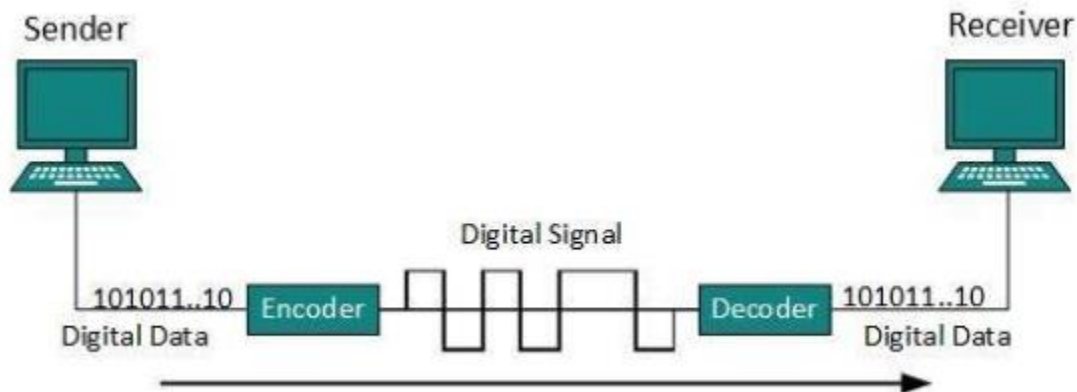 Sender
Receiver
Digital Signal
101011..10
Encoder
Decoder
101011..10
Digital Data
Digital Data